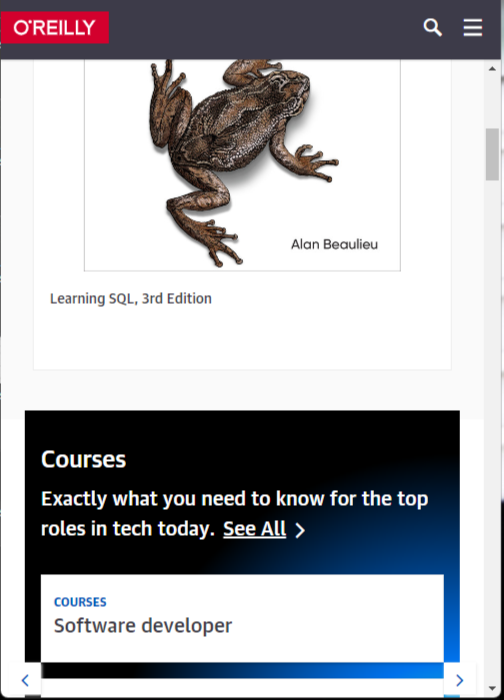 O'REILLY
Alan Beaulieu
Learning SQL, 3rd Edition
Courses
Exactly what you need to know for the top
roles in tech today. See All
COURSES
Software developer